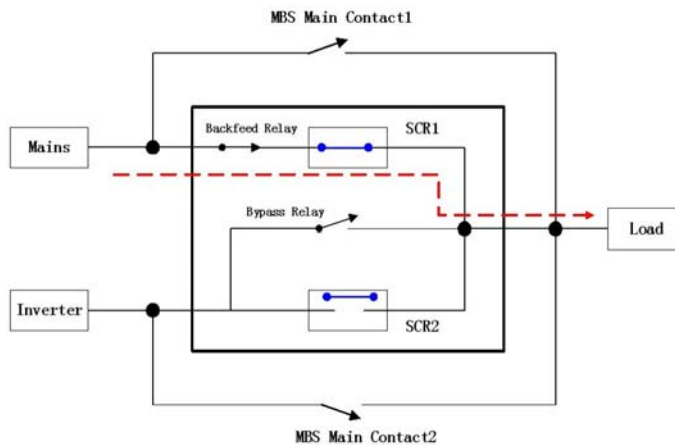 MBS Main Contact1
Backfeed Relay
SCR1
Mains
Bypass Relay
Load
Inverter
SCR2
MBS Main Contact2